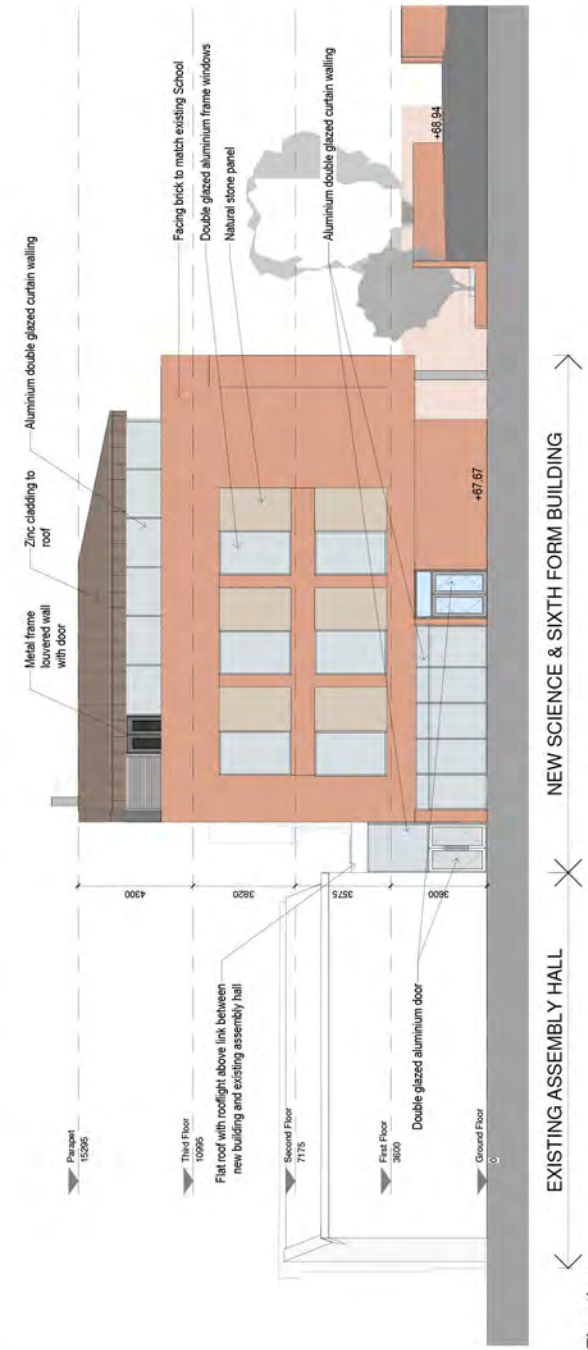 Metal frame
louvered wall
with door
Zinc cladding to
roof
Aluminium double glazed curtain walling
Facing brick to match existing School
Double glazed aluminium frame windows
Natural stone panel
Aluminium double glazed curtain walling
Parapet
15295
Third Floor
10995
Second Floor
7175
First Floor
3600
Ground Floor
0
4300
3820
3575
3600
Flat roof with rooflight above link between
new building and existing assembly hall
Double glazed aluminium door
+67.67
+68.94
EXISTING ASSEMBLY HALL
NEW SCIENCE & SIXTH FORM BUILDING